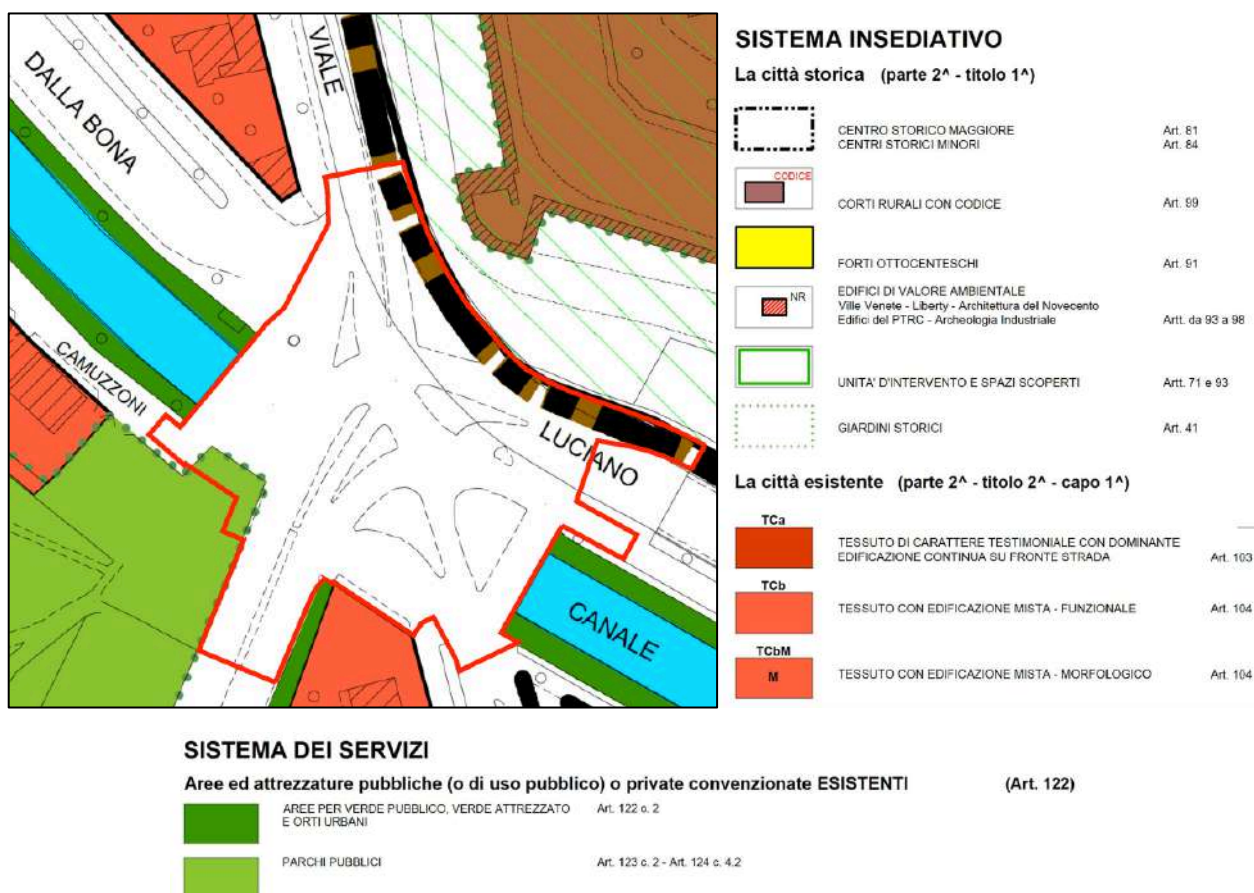 DALLA BONA
VIALE
CAMUZZONI
LUCIANO
CANALE
SISTEMA INSEDIATIVO
La città storica (parte 2^ - titolo 1^)
CENTRO STORICO MAGGIORE Art. 81
CENTRI STORICI MINORI Art. 84
CODICE
CORTI RURALI CON CODICE Art. 99
FORTI OTTOCENTESCHI Art. 91
NR
EDIFICI DI VALORE AMBIENTALE
Ville Venete - Liberty - Architettura del Novecento
Edifici del PTRC - Archeologia Industriale Artt. da 93 a 98
UNITA' D'INTERVENTO E SPAZI SCOPERTI Artt. 71 e 93
GIARDINI STORICI Art. 41
La città esistente (parte 2^ - titolo 2^ - capo 1^)
TCa
TESSUTO DI CARATTERE TESTIMONIALE CON DOMINANTE
EDIFICAZIONE CONTINUA SU FRONTE STRADA Art. 103
TCb
TESSUTO CON EDIFICAZIONE MISTA - FUNZIONALE Art. 104
TCbM
M
TESSUTO CON EDIFICAZIONE MISTA - MORFOLOGICO Art. 104
SISTEMA DEI SERVIZI
Aree ed attrezzature pubbliche (o di uso pubblico) o private convenzionate ESISTENTI (Art. 122)
AREE PER VERDE PUBBLICO, VERDE ATTREZZATO Art. 122 c. 2
E ORTI URBANI
PARCHI PUBBLICI Art. 123 c. 2 - Art. 124 c. 4.2